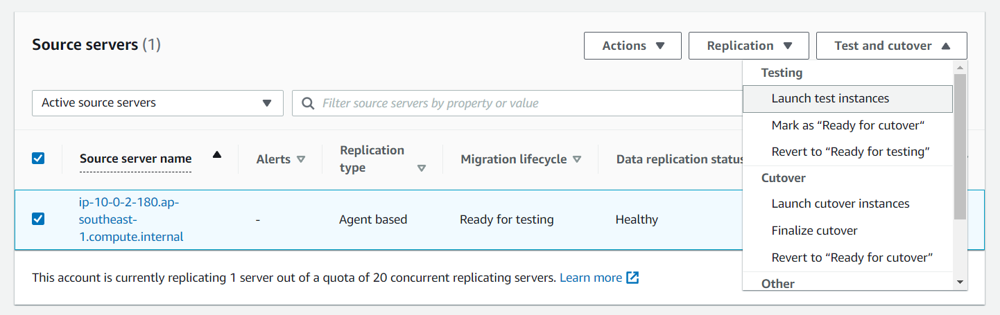 Source servers (1)
Actions
Replication
Test and cutover
Testing
Launch test instances
Mark as “Ready for cutover“
Revert to “Ready for testing”
Cutover
Launch cutover instances
Finalize cutover
Revert to “Ready for cutover”
Other
Active source servers
Filter source servers by property or value
Source server name
Alerts
Replication
type
Migration lifecycle
Data replication status
ip-10-0-2-180.ap-
southeast-
1.compute.internal
-
Agent based
Ready for testing
Healthy
This account is currently replicating 1 server out of a quota of 20 concurrent replicating servers. Learn more